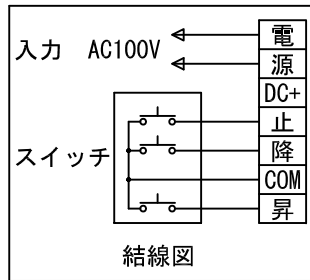 入力 AC100V
電
源
DC+
止
スイッチ
降
COM
昇
結線図